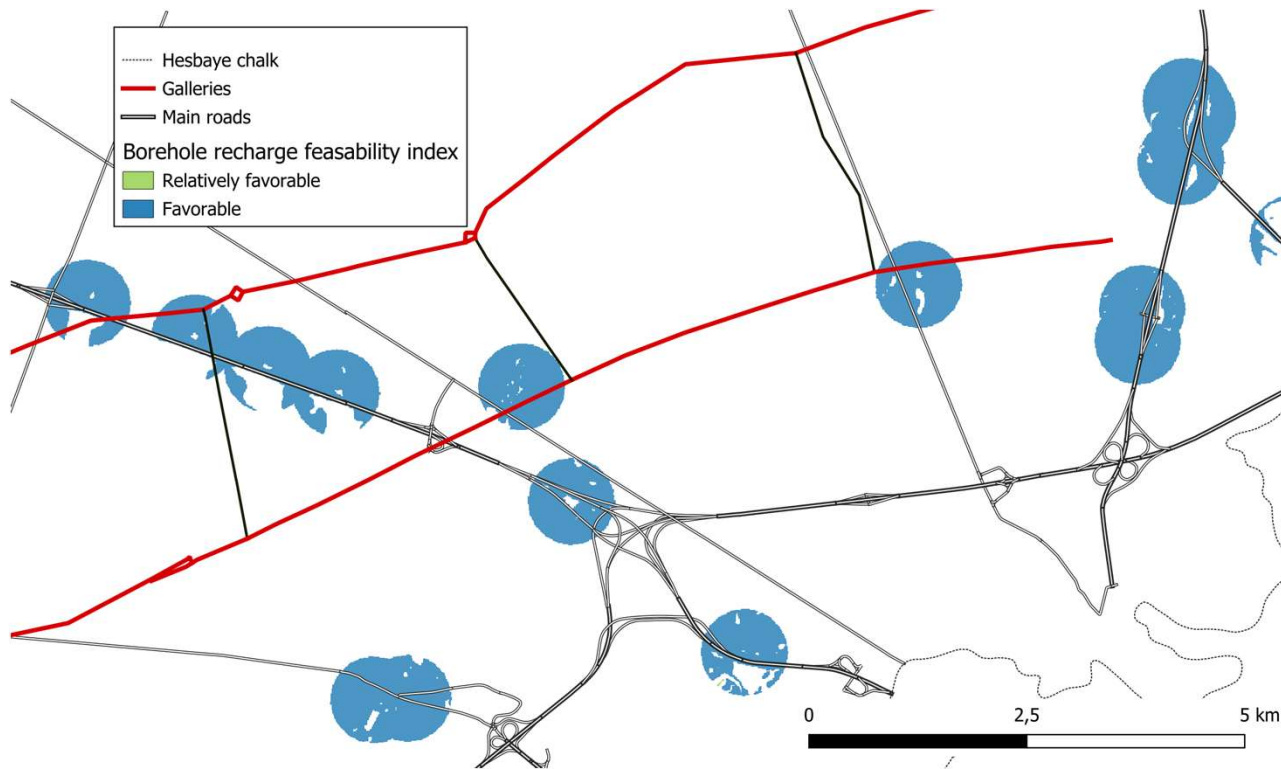 Hesbaye chalk
Galleries
Main roads
Borehole recharge feasability index
Relatively favorable
Favorable
0 2,5 5 km